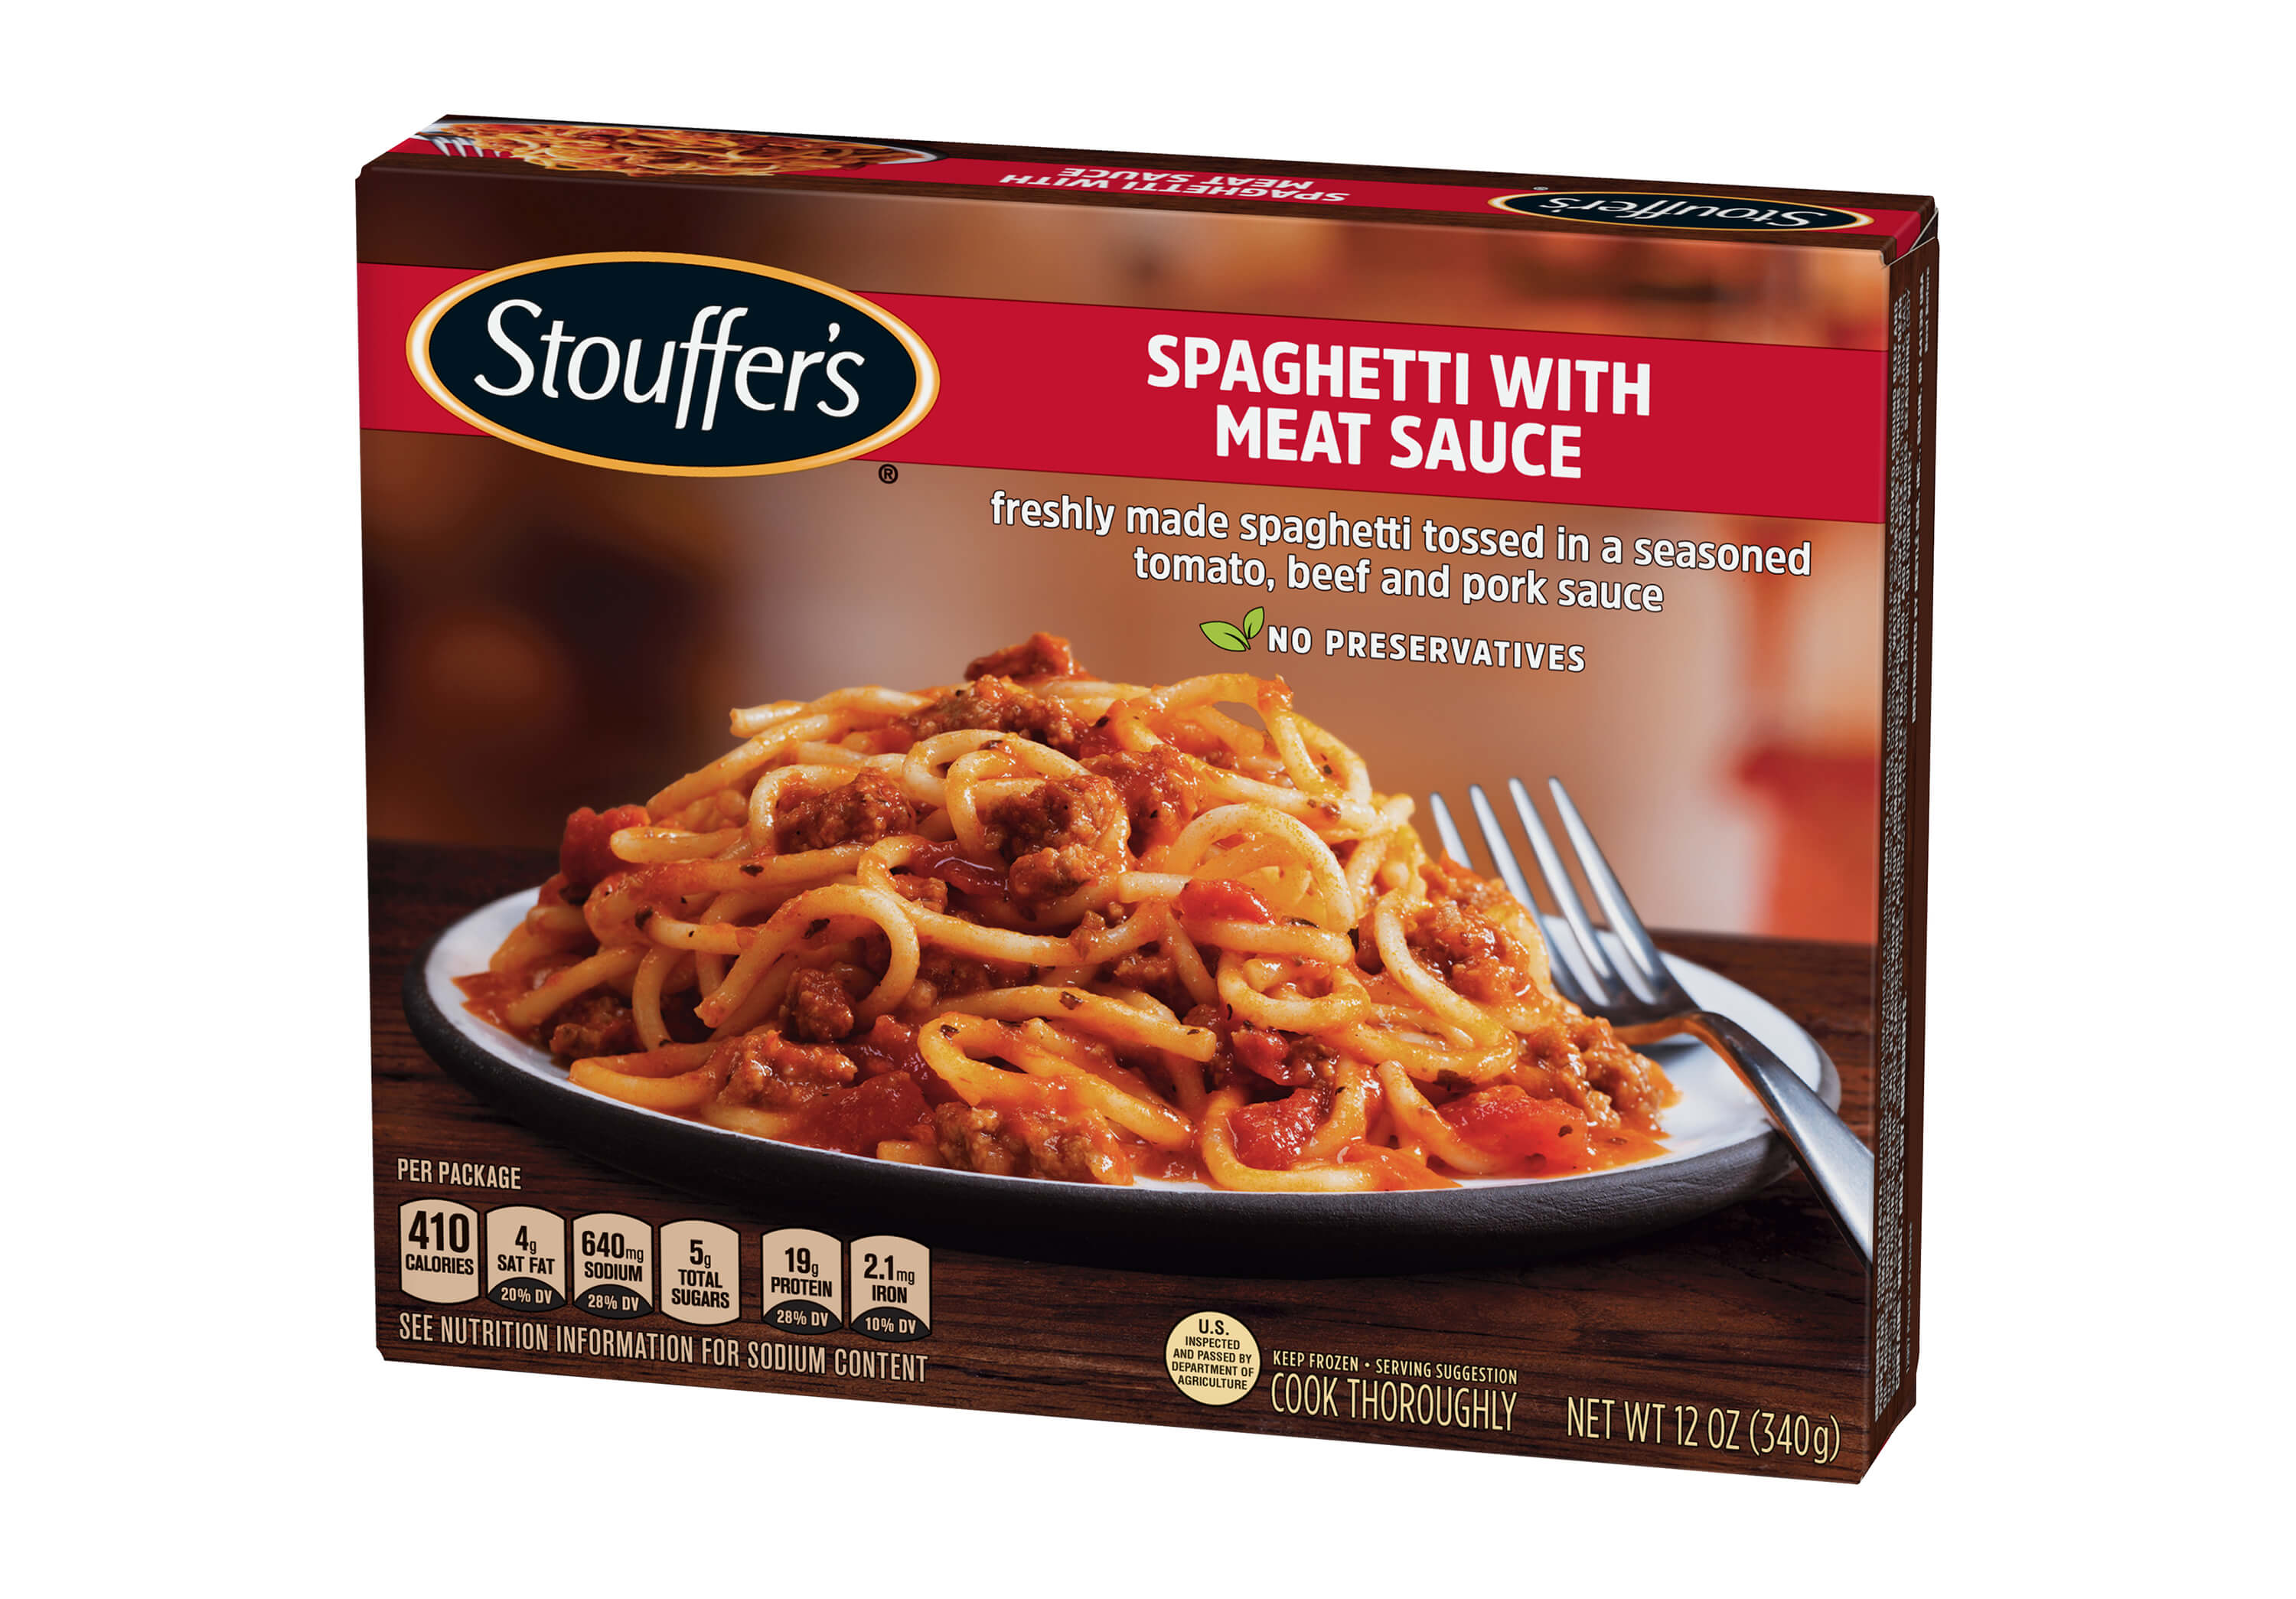 SPAGHETTI WITH
MEAT SAUCE
Stouffer's
®
Stouffer's
®
SPAGHETTI WITH
MEAT SAUCE
freshly made spaghetti tossed in a seasoned
tomato, beef and pork sauce
NO PRESERVATIVES
PER PACKAGE
410
CALORIES
4g
SAT FAT
20% DV
640mg
SODIUM
28% DV
5g
TOTAL
SUGARS
19g
PROTEIN
28% DV
2.1mg
IRON
10% DV
SEE NUTRITION INFORMATION FOR SODIUM CONTENT
U.S.
INSPECTED
AND PASSED BY
DEPARTMENT OF
AGRICULTURE
KEEP FROZEN • SERVING SUGGESTION
COOK THOROUGHLY
NET WT 12 OZ (340g)